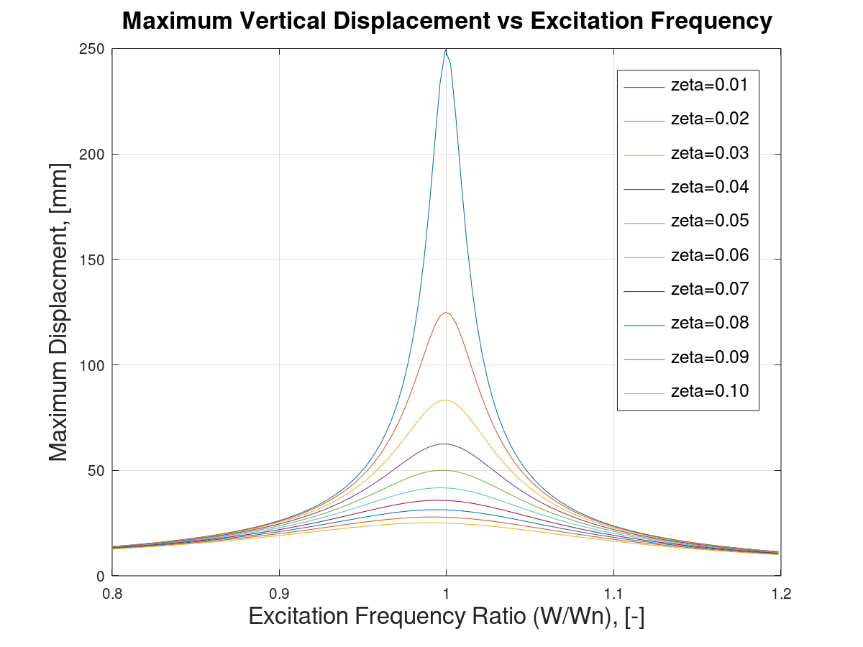 Maximum Vertical Displacement vs Excitation Frequency
250
200
150
100
50
0
Maximum Displacment, [mm]
zeta=0.01
zeta=0.02
zeta=0.03
zeta=0.04
zeta=0.05
zeta=0.06
zeta=0.07
zeta=0.08
zeta=0.09
zeta=0.10
0.8 0.9 1 1.1 1.2
Excitation Frequency Ratio (W/Wn), [-]